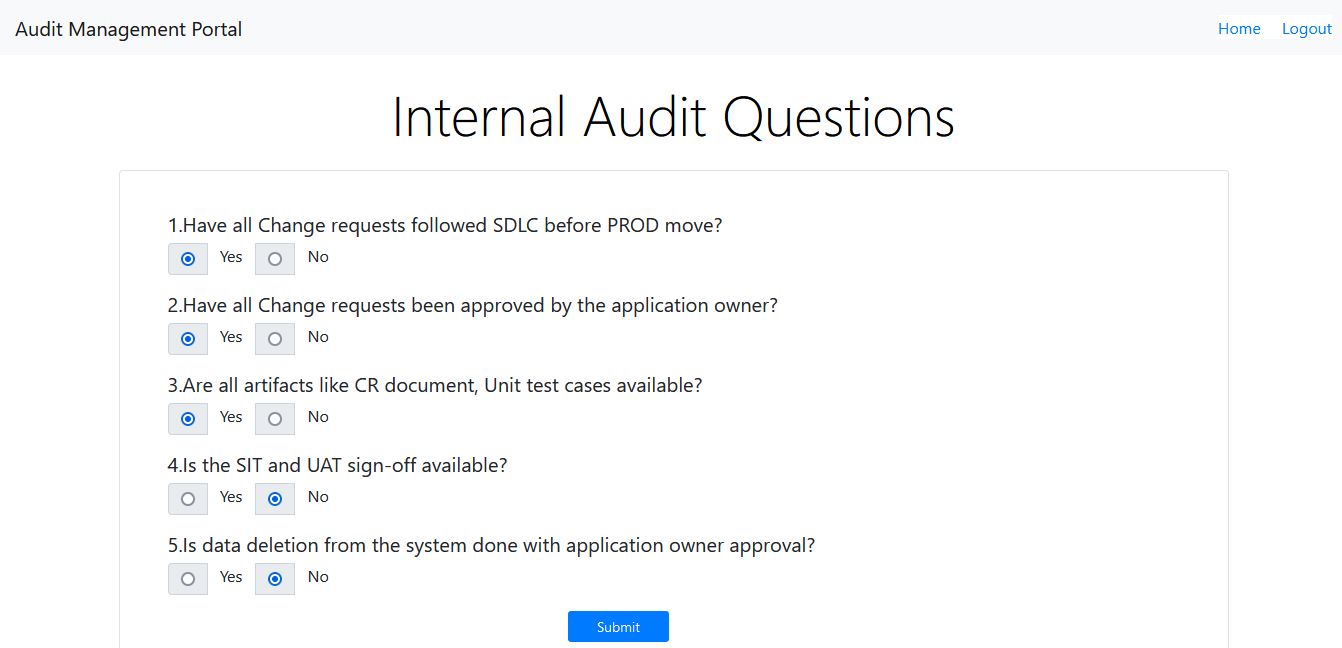 Audit Management Portal Home Logout
Internal Audit Questions
1.Have all Change requests followed SDLC before PROD move?
Yes No
2.Have all Change requests been approved by the application owner?
Yes No
3.Are all artifacts like CR document, Unit test cases available?
Yes No
4.Is the SIT and UAT sign-off available?
Yes No
5.Is data deletion from the system done with application owner approval?
Yes No
Submit